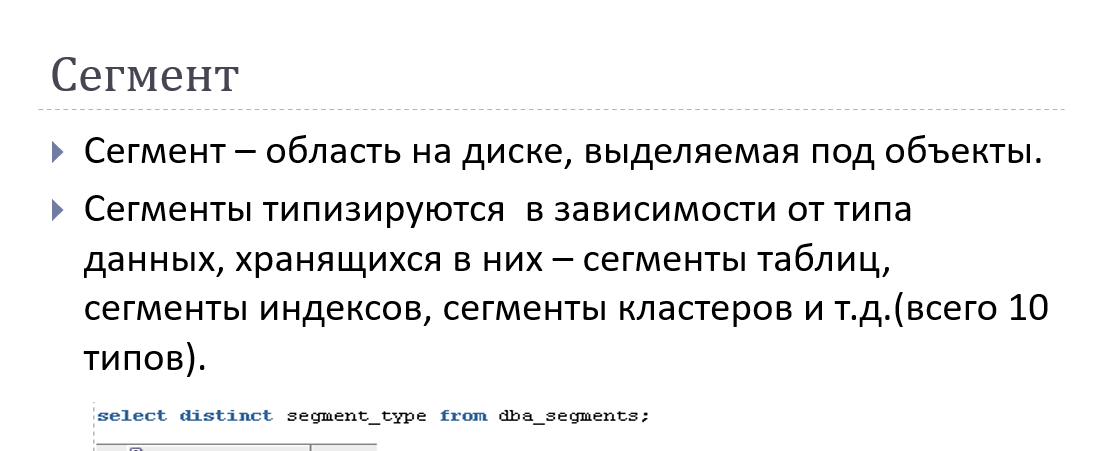 Сегмент
Сегмент – область на диске, выделяемая под объекты.
Сегменты типизируются  в зависимости от типа
данных, хранящихся в них – сегменты таблиц,
сегменты индексов, сегменты кластеров и т.д.(всего 10
типов).
select distinct segment_type from dba_segments;